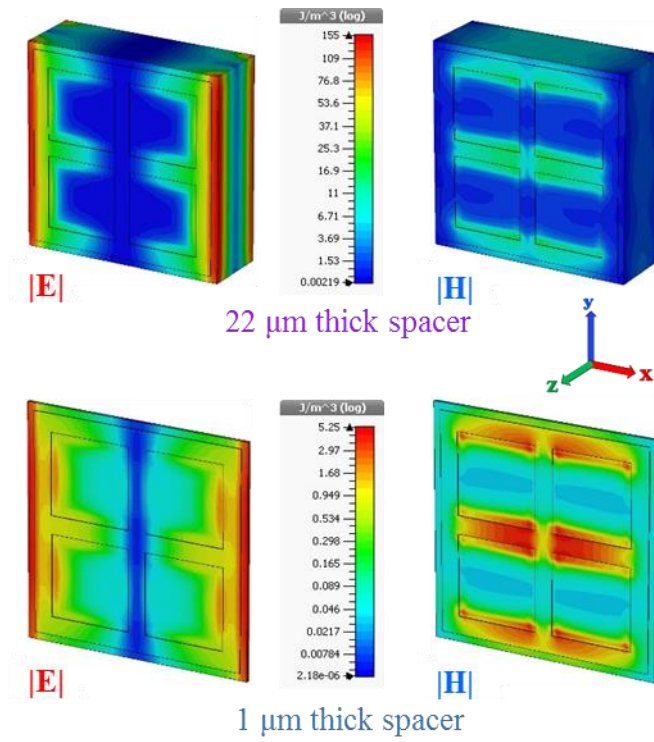 J/m^3 (log)
155
109
76.8
53.6
37.1
25.3
16.9
11
6.71
3.69
1.53
0.00219
|E|
|H|
22 μm thick spacer
y
z
x
J/m^3 (log)
5.25
2.97
1.68
0.949
0.534
0.298
0.165
0.089
0.046
0.0217
0.00784
2.18e-06
|E|
|H|
1 μm thick spacer